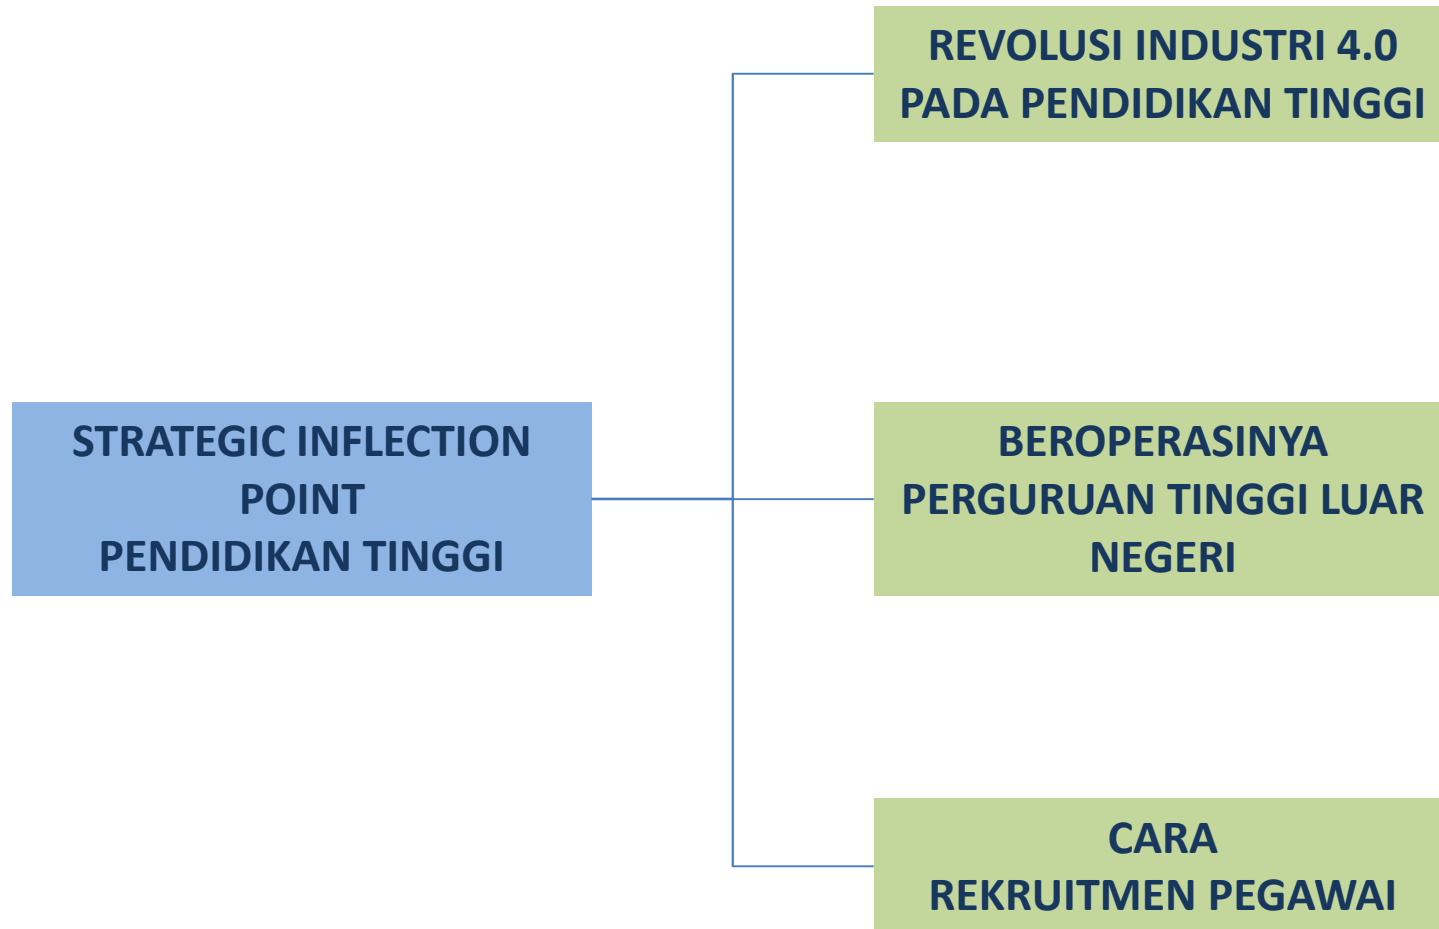 REVOLUSI INDUSTRI 4.0
PADA PENDIDIKAN TINGGI
STRATEGIC INFLECTION
POINT
PENDIDIKAN TINGGI
BEROPERASINYA
PERGURUAN TINGGI LUAR
NEGERI
CARA
REKRUITMEN PEGAWAI